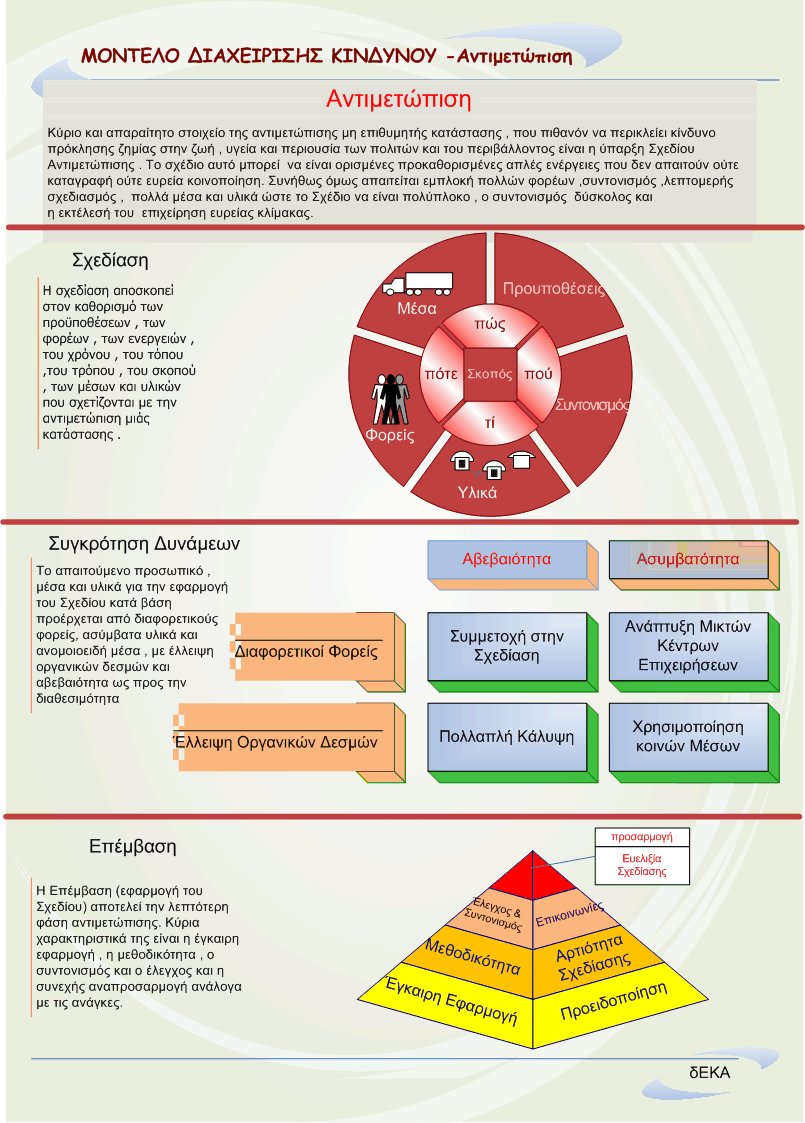 ΜΟΝΤΕΛΟ ΔΙΑΧΕΙΡΙΣΗΣ ΚΙΝΔΥΝΟΥ -Αντιμετώπιση
Αντιμετώπιση
Κύριο και απαραίτητο στοιχείο της αντιμετώπισης μη επιθυμητής κατάστασης , που πιθανόν να περικλείει κίνδυνο
πρόκλησης ζημίας στην ζωή , υγεία και περιουσία των πολιτών και του περιβάλλοντος είναι η ύπαρξη Σχεδίου
Αντιμετώπισης . Το σχέδιο αυτό μπορεί να είναι ορισμένες προκαθορισμένες απλές ενέργειες που δεν απαιτούν ούτε
καταγραφή ούτε ευρεία κοινοποίηση. Συνήθως όμως απαιτείται εμπλοκή πολλών φορέων ,συντονισμός ,λεπτομερής
σχεδιασμός , πολλά μέσα και υλικά ώστε το Σχέδιο να είναι πολύπλοκο , ο συντονισμός δύσκολος και
η εκτέλεσή του επιχείρηση ευρείας κλίμακας.
Σχεδίαση
Η σχεδίαση αποσκοπεί
στον καθορισμό των
προϋποθέσεων , των
φορέων , των ενεργειών ,
του χρόνου , του τόπου
,του τρόπου , του σκοπού
, των μέσων και υλικών
που σχετίζονται με την
αντιμετώπιση μιάς
κατάστασης .
Μέσα
Προυποθέσεις
πώς
πότε
Σκοπός
πού
τί
Φορείς
Συντονισμός
Υλικά
Συγκρότηση Δυνάμεων
Το απαιτούμενο προσωπικό ,
μέσα και υλικά για την εφαρμογή
του Σχεδίου κατά βάση
προέρχεται από διαφορετικούς
φορείς, ασύμβατα υλικά και
ανομοιοειδή μέσα , με έλλειψη
οργανικών δεσμών και
αβεβαιότητα ως προς την
διαθεσιμότητα
Αβεβαιότητα
Ασυμβατότητα
Διαφορετικοί Φορείς
Συμμετοχή στην
Σχεδίαση
Ανάπτυξη Μικτών
Κέντρων
Επιχειρήσεων
Έλλειψη Οργανικών Δεσμών
Πολλαπλή Κάλυψη
Χρησιμοποίηση
κοινών Μέσων
Επέμβαση
Η Επέμβαση (εφαρμογή του
Σχεδίου) αποτελεί την λεπτότερη
φάση αντιμετώπισης. Κύρια
χαρακτηριστικά της είναι η έγκαιρη
εφαρμογή , η μεθοδικότητα , ο
συντονισμός και ο έλεγχος και η
συνεχής αναπροσαρμογή ανάλογα
με τις ανάγκες.
προσαρμογή
Ευελιξία
Σχεδίασης
Έλεγχος &
Συντονισμός
Επικοινωνίες
Μεθοδικότητα
Αρτιότητα
Σχεδίασης
Έγκαιρη Εφαρμογή
Προειδοποίηση
δΕΚΑ